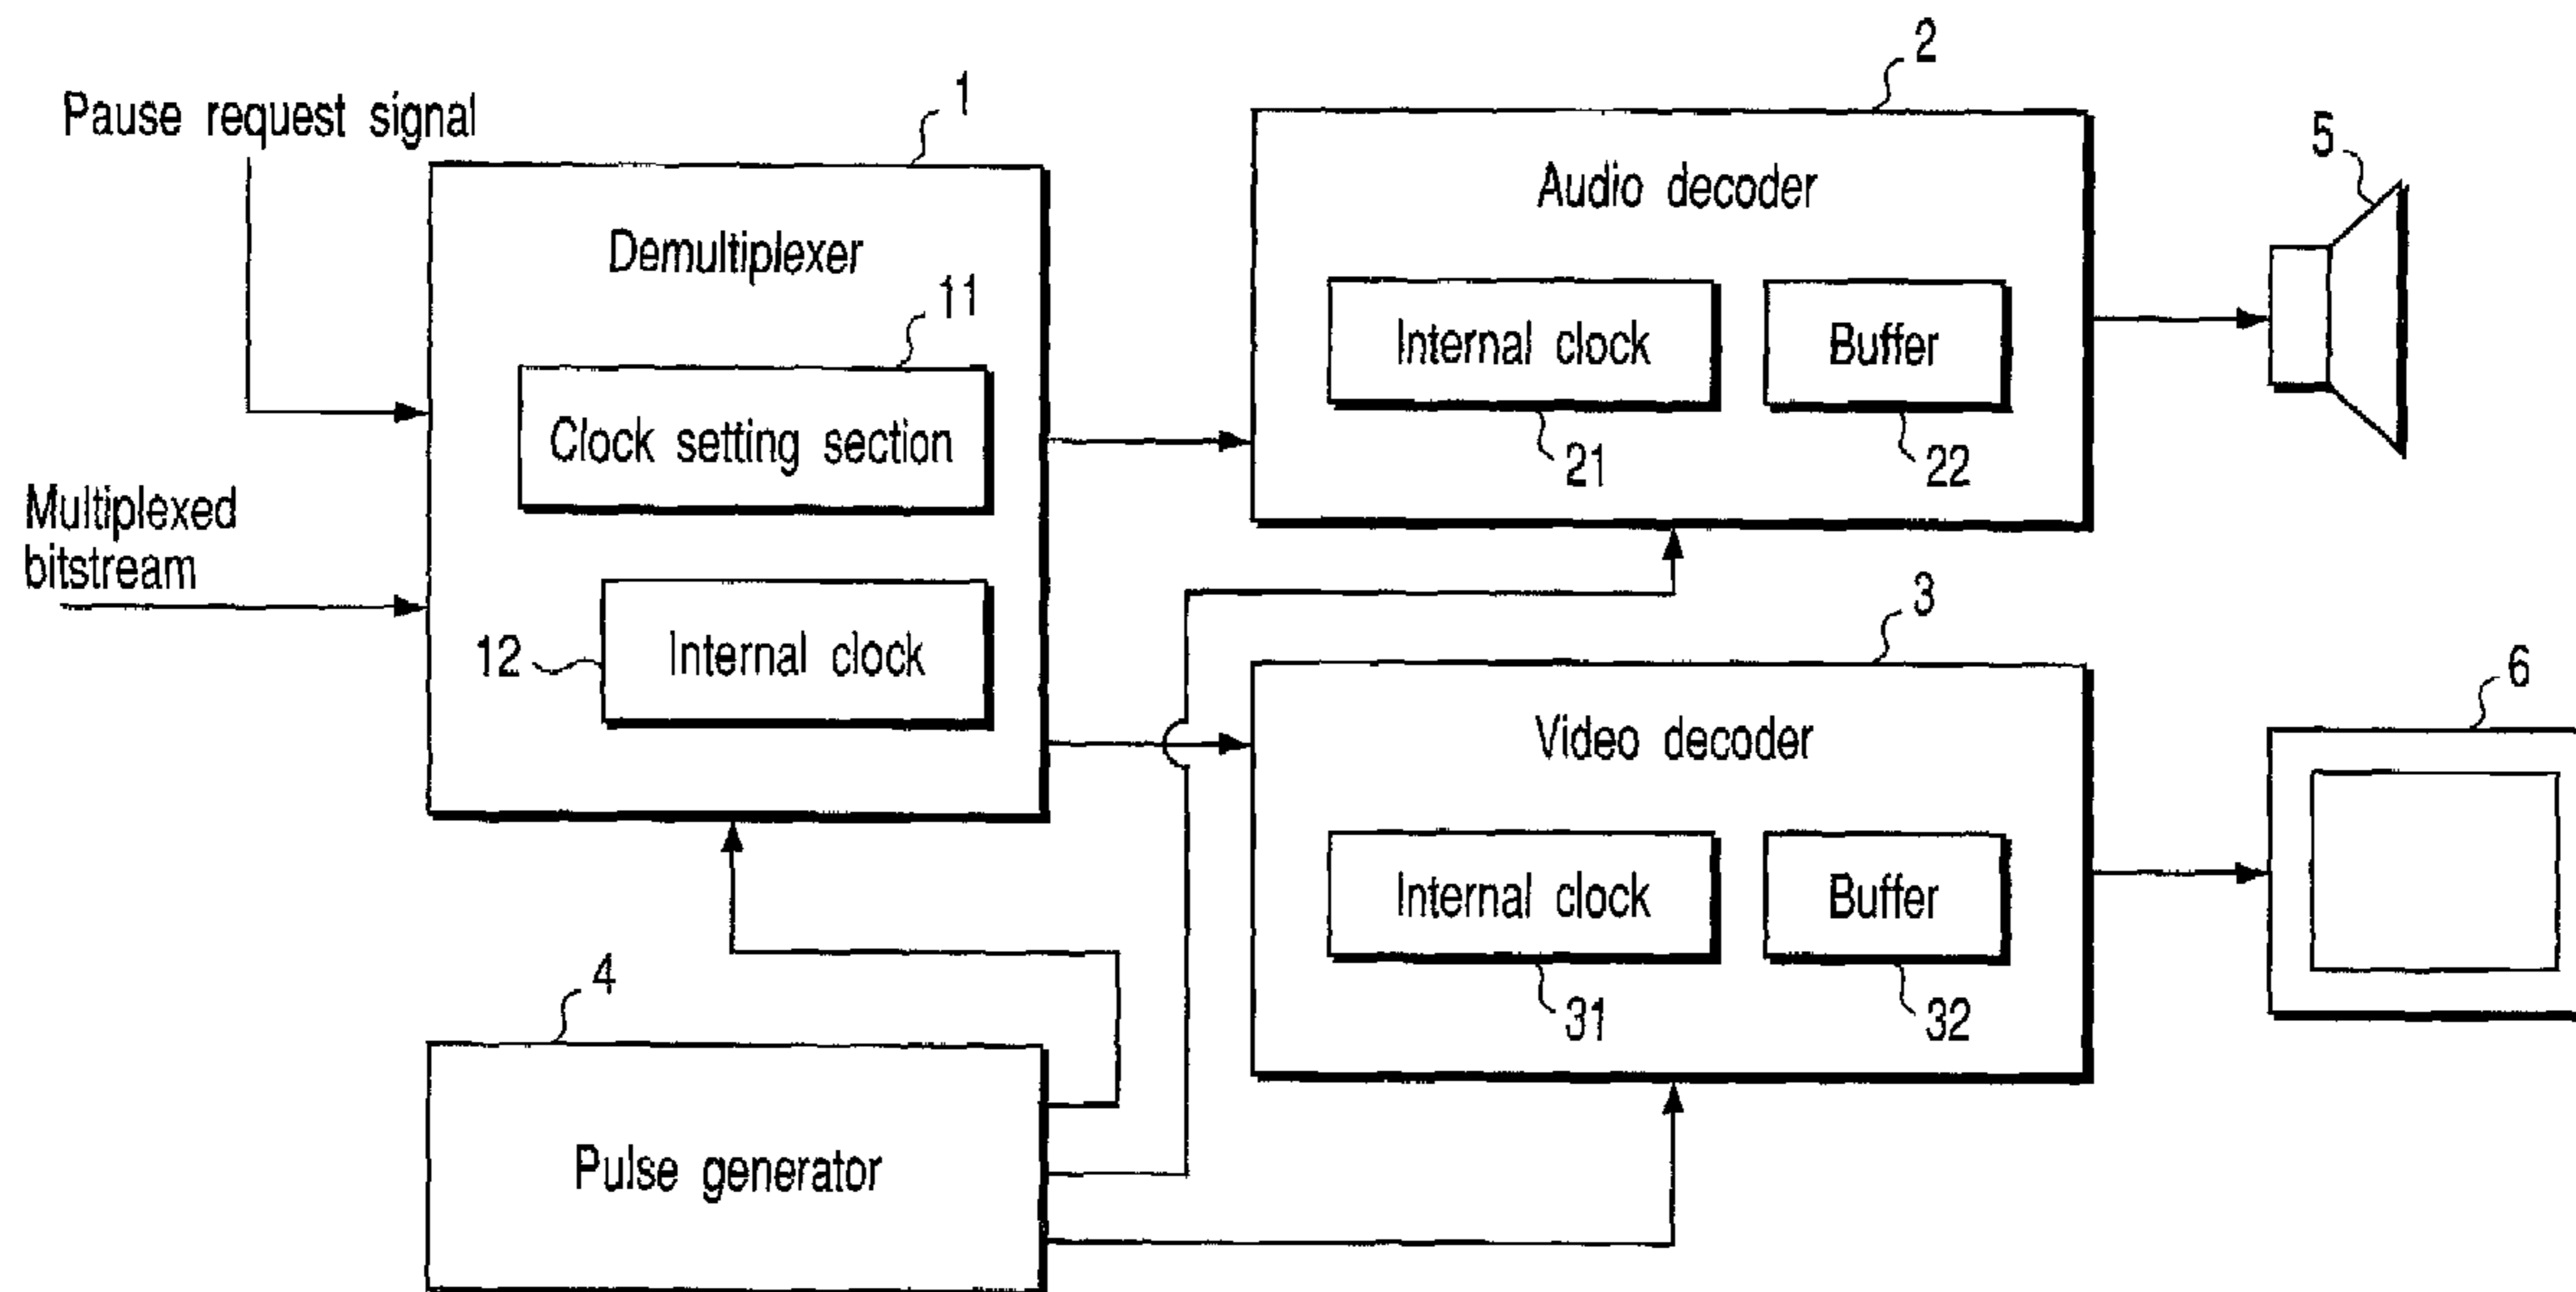 Pause request signal
1
Demultiplexer
11
Clock setting section
Multiplexed
bitstream
12
Internal clock
2
Audio decoder
Internal clock
Buffer
21
22
5
3
Video decoder
Internal clock
Buffer
31
32
6
4
Pulse generator